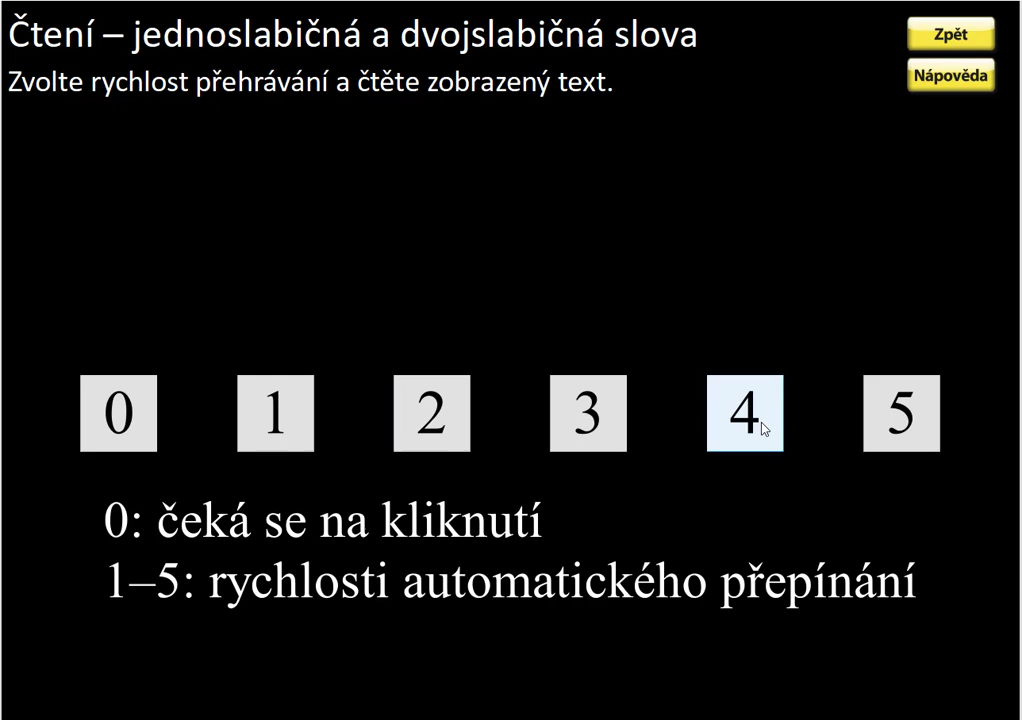 Čtení – jednoslabičná a dvojslabičná slova
Zpět
Zvolte rychlost přehrávání a čtěte zobrazený text.
Nápověda
0 1 2 3 4 5
0: čeká se na kliknutí
1–5: rychlosti automatického přepínání